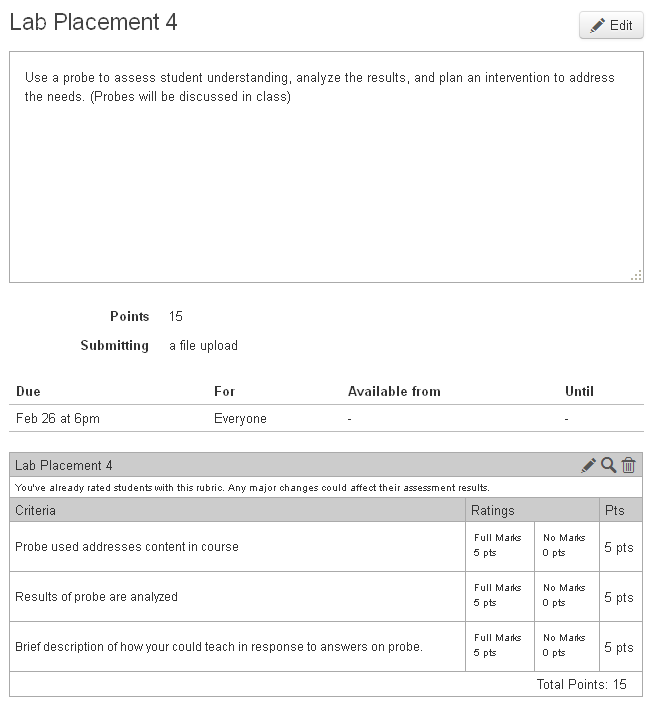 Lab Placement 4
Edit
Use a probe to assess student understanding, analyze the results, and plan an intervention to address
the needs. (Probes will be discussed in class)
Points 15
Submitting a file upload
Due For Available from Until
Feb 26 at 6pm Everyone - -
Lab Placement 4
You've already rated students with this rubric. Any major changes could affect their assessment results.
Criteria Ratings Pts
Probe used addresses content in course
Full Marks
5 pts
No Marks
0 pts
5 pts
Results of probe are analyzed
Full Marks
5 pts
No Marks
0 pts
5 pts
Brief description of how your could teach in response to answers on probe.
Full Marks
5 pts
No Marks
0 pts
5 pts
Total Points: 15